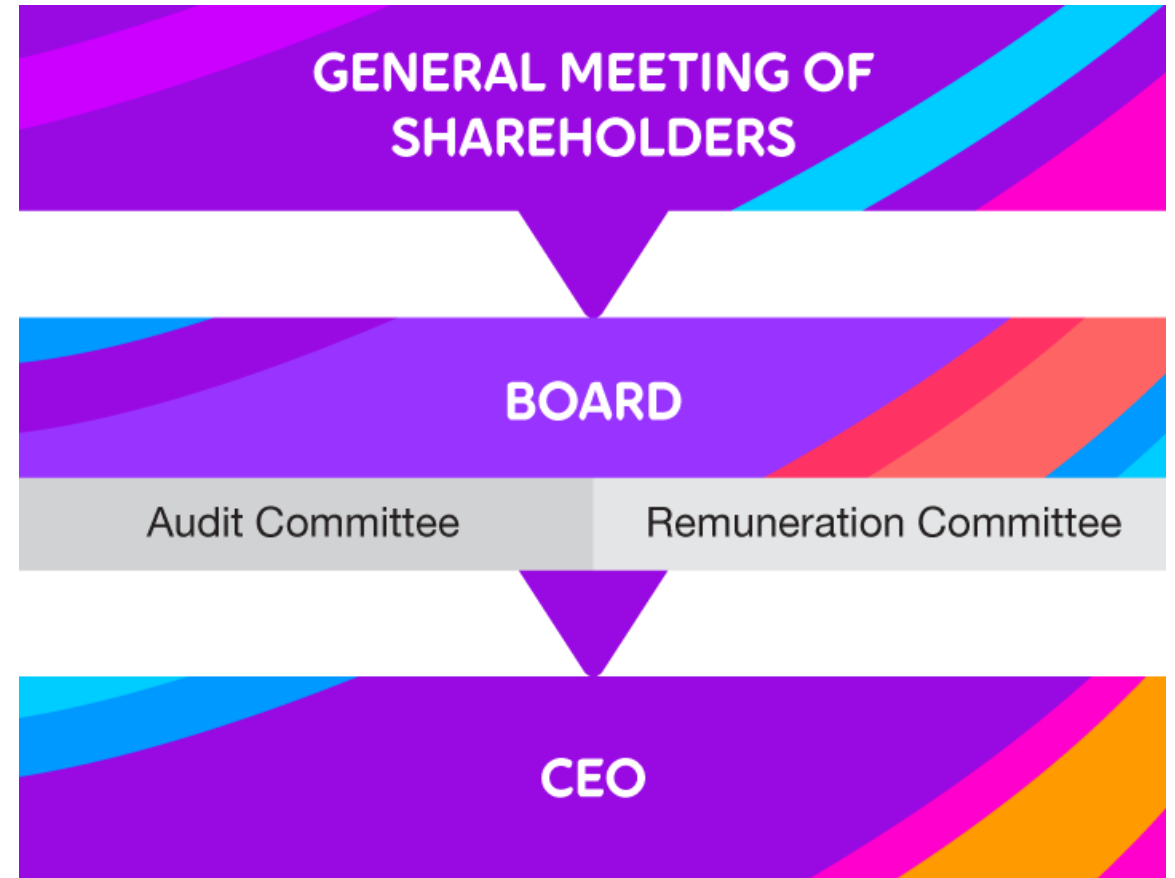 GENERAL MEETING OF
SHAREHOLDERS
BOARD
Audit Committee
Remuneration Committee
CEO